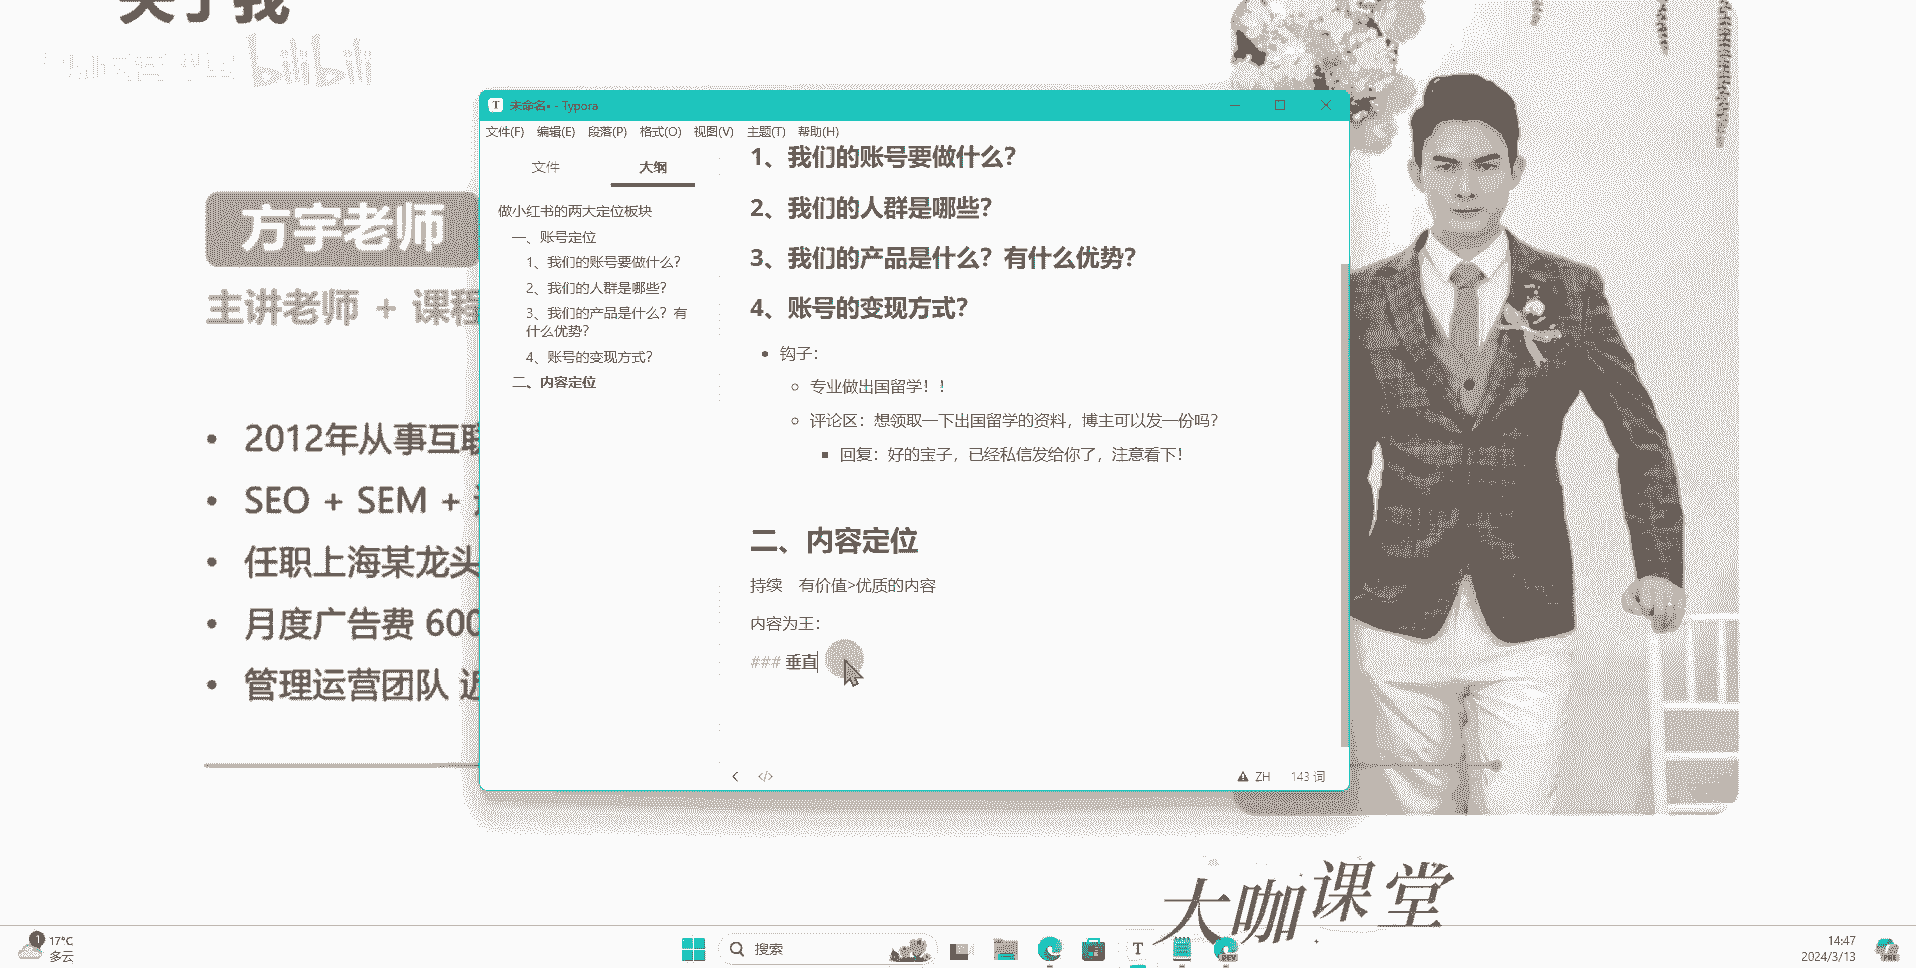 关于我
bilibili
方宇老师
主讲老师 + 课程
2012年从事互联
SEO + SEM +
任职上海某龙头
月度广告费 600
管理运营团队 近
T 未命名• - Typora
文件(F) 编辑(E) 段落(P) 格式(O) 视图(V) 主题(T) 帮助(H)
文件 大纲
做小红书的两大定位板块
一、账号定位
1、我们的账号要做什么？
2、我们的人群是哪些？
3、我们的产品是什么？有
什么优势？
4、账号的变现方式？
二、内容定位
1、我们的账号要做什么？
2、我们的人群是哪些？
3、我们的产品是什么？有什么优势？
4、账号的变现方式？
钩子：
专业做出国留学！！
评论区：想领取一下出国留学的资料，博主可以发一份吗？
回复：好的宝子，已经私信发给你了，注意看下！
二、内容定位
持续 有价值>优质的内容
内容为王：
### 垂直
ZH 143 词
大咖课堂
1 17°C
多云
搜索
T
14:47
2024/3/13